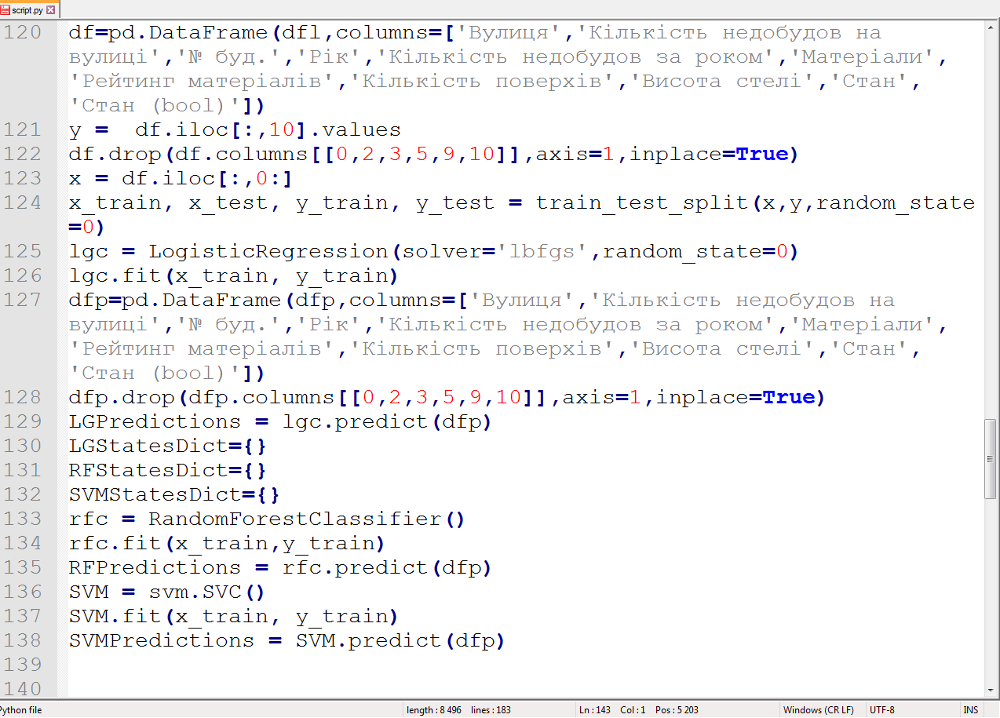 script.py
120 df=pd.DataFrame(dfl,columns=['Вулиця','Кількість недобудов на
вулиці','№ буд.','Рік','Кількість недобудов за роком','Матеріали',
'Рейтинг матеріалів','Кількість поверхів','Висота стелі','Стан',
'Стан (bool)'])
121 y =  df.iloc[:,10].values
122 df.drop(df.columns[[0,2,3,5,9,10]],axis=1,inplace=True)
123 x = df.iloc[:,0:]
124 x_train, x_test, y_train, y_test = train_test_split(x,y,random_state
=0)
125 lgc = LogisticRegression(solver='lbfgs',random_state=0)
126 lgc.fit(x_train, y_train)
127 dfp=pd.DataFrame(dfp,columns=['Вулиця','Кількість недобудов на
вулиці','№ буд.','Рік','Кількість недобудов за роком','Матеріали',
'Рейтинг матеріалів','Кількість поверхів','Висота стелі','Стан',
'Стан (bool)'])
128 dfp.drop(dfp.columns[[0,2,3,5,9,10]],axis=1,inplace=True)
129 LGPredictions = lgc.predict(dfp)
130 LGStatesDict={}
131 RFStatesDict={}
132 SVMStatesDict={}
133 rfc = RandomForestClassifier()
134 rfc.fit(x_train,y_train)
135 RFPredictions = rfc.predict(dfp)
136 SVM = svm.SVC()
137 SVM.fit(x_train, y_train)
138 SVMPredictions = SVM.predict(dfp)
139
140
Python file length : 8 496 lines : 183 Ln : 143 Col : 1 Pos : 5 203 Windows (CR LF) UTF-8 INS